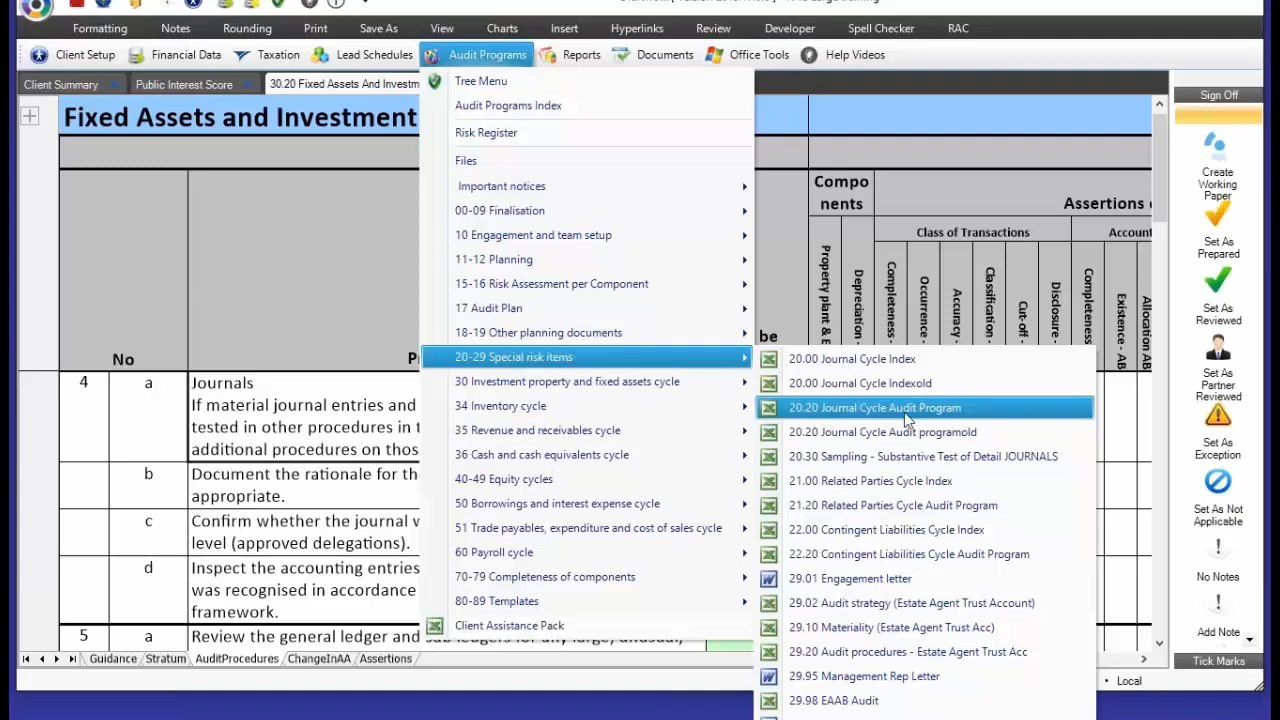 Formatting Notes Rounding Print Save As View Charts Insert Hyperlinks Review Developer Spell Checker RAC
Client Setup Financial Data Taxation Lead Schedules Audit Programs Reports Documents Office Tools Help Videos
Client Summary Public Interest Score 30.20 Fixed Assets And Investm
Fixed Assets and Investment
Tree Menu
Audit Programs Index
Risk Register
Files
Important notices
00-09 Finalisation
10 Engagement and team setup
11-12 Planning
15-16 Risk Assessment per Component
17 Audit Plan
18-19 Other planning documents
20-29 Special risk items
30 Investment property and fixed assets cycle
34 Inventory cycle
35 Revenue and receivables cycle
36 Cash and cash equivalents cycle
40-49 Equity cycles
50 Borrowings and interest expense cycle
51 Trade payables, expenditure and cost of sales cycle
60 Payroll cycle
70-79 Completeness of components
80-89 Templates
Client Assistance Pack
20.00 Journal Cycle Index
20.00 Journal Cycle Indexold
20.20 Journal Cycle Audit Program
20.20 Journal Cycle Audit programold
20.30 Sampling - Substantive Test of Detail JOURNALS
21.00 Related Parties Cycle Index
21.20 Related Parties Cycle Audit Program
22.00 Contingent Liabilities Cycle Index
22.20 Contingent Liabilities Cycle Audit Program
29.01 Engagement letter
29.02 Audit strategy (Estate Agent Trust Account)
29.10 Materiality (Estate Agent Trust Acc)
29.20 Audit procedures - Estate Agent Trust Acc
29.95 Management Rep Letter
29.98 EAAB Audit
Compo
nents
Assertions
Class of Transactions
Account
Property plant & E
Depreciation -
Completeness -
Occurrence -
Accuracy -
Classification -
Cut-off -
Disclosure -
Completeness -
Existence - AB
Allocation AB
be
No
4 a Journals
If material journal entries and
tested in other procedures in t
additional procedures on thos
b Document the rationale for the
appropriate.
c Confirm whether the journal w
level (approved delegations).
d Inspect the accounting entries
was recognised in accordance
framework.
5 a Review the general ledger and
Guidance Stratum AuditProcedures ChangeInAA Assertions
Local
Sign Off
Create
Working
Paper
Set As
Prepared
Set As
Reviewed
Set As
Partner
Reviewed
Set As
Exception
Set As Not
Applicable
No Notes
Add Note
Tick Marks